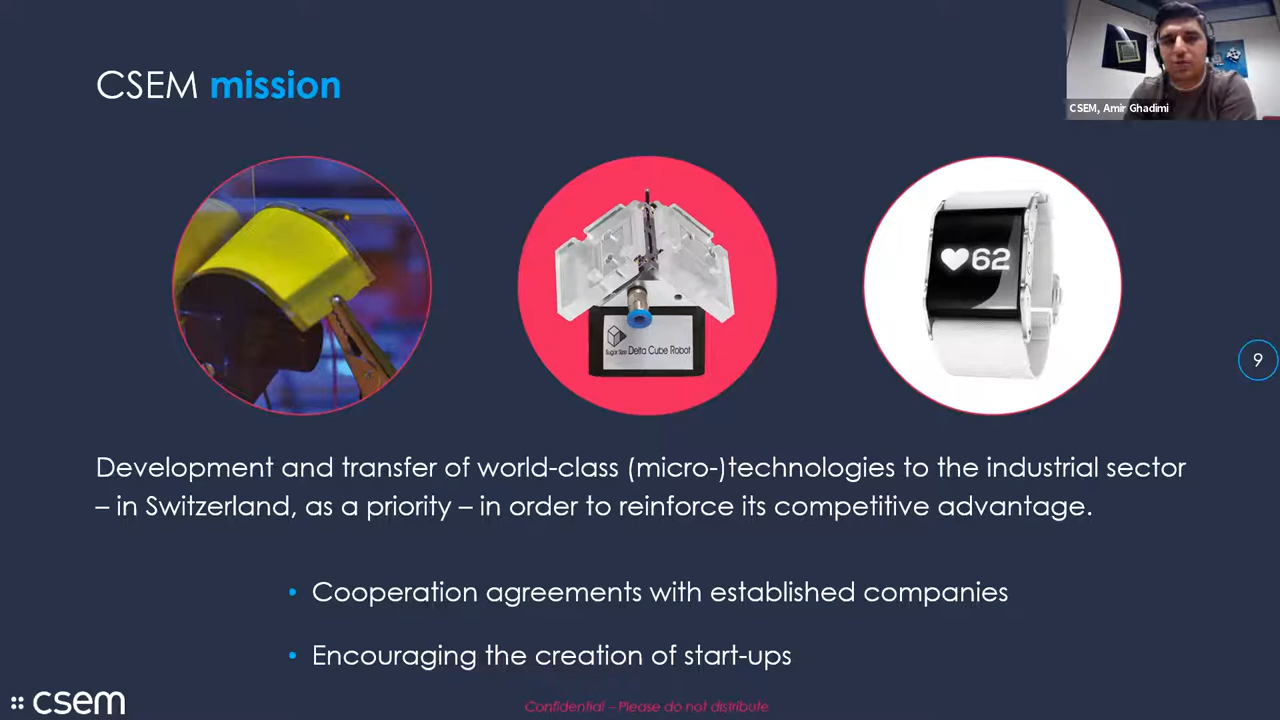 CSEM mission
CSEM, Amir Ghadimi
62
Sugar Size Delta Cube Robot
9
Development and transfer of world-class (micro-)technologies to the industrial sector
– in Switzerland, as a priority – in order to reinforce its competitive advantage.
• Cooperation agreements with established companies
• Encouraging the creation of start-ups
csem
Confidential – Please do not distribute